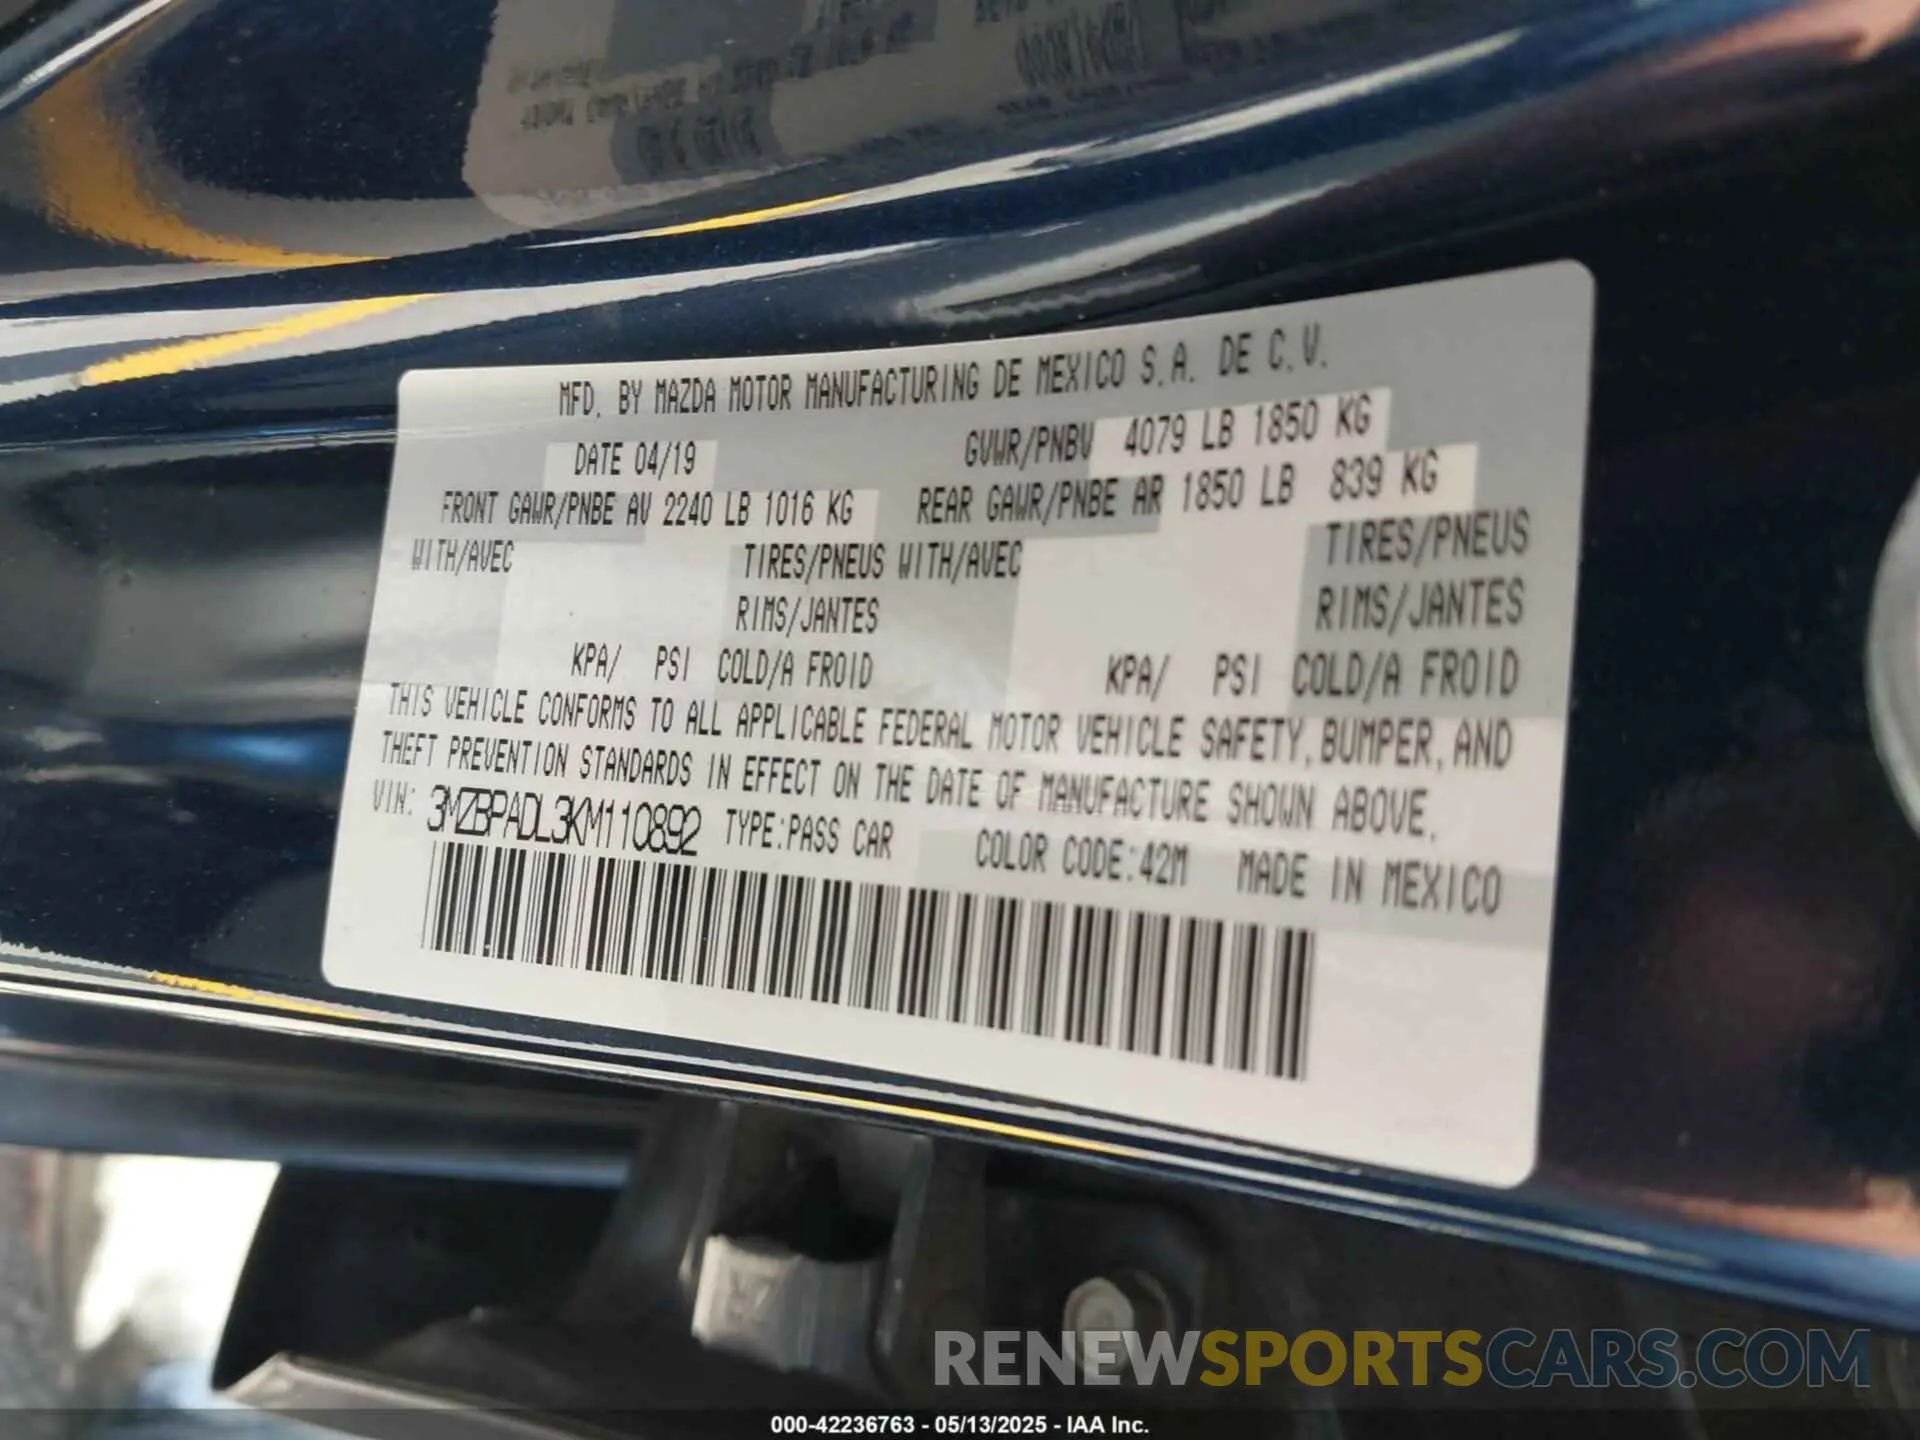 MFD. BY MAZDA MOTOR MANUFACTURING DE MEXICO S.A. DE C.V.
DATE 04/19 GVWR/PNBV 4079 LB 1850 KG
FRONT GAWR/PNBE AV 2240 LB 1016 KG REAR GAWR/PNBE AR 1850 LB 839 KG
WITH/AVEC TIRES/PNEUS WITH/AVEC TIRES/PNEUS
RIMS/JANTES RIMS/JANTES
KPA/ PSI COLD/A FROID KPA/ PSI COLD/A FROID
THIS VEHICLE CONFORMS TO ALL APPLICABLE FEDERAL MOTOR VEHICLE SAFETY, BUMPER, AND
THEFT PREVENTION STANDARDS IN EFFECT ON THE DATE OF MANUFACTURE SHOWN ABOVE.
VIN: 3MZBPADL3KM110892 TYPE:PASS CAR COLOR CODE:42M MADE IN MEXICO
RENEWSPORTSCARS.COM
000-42236763 - 05/13/2025 - IAA Inc.